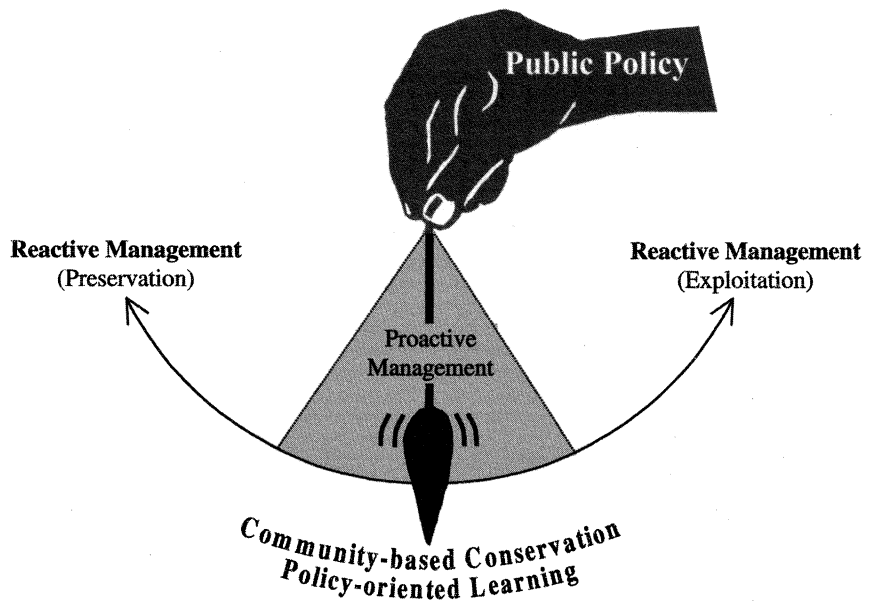 Public Policy
Reactive Management
(Preservation)
Reactive Management
(Exploitation)
Proactive
Management
Community-based Conservation
Policy-oriented Learning